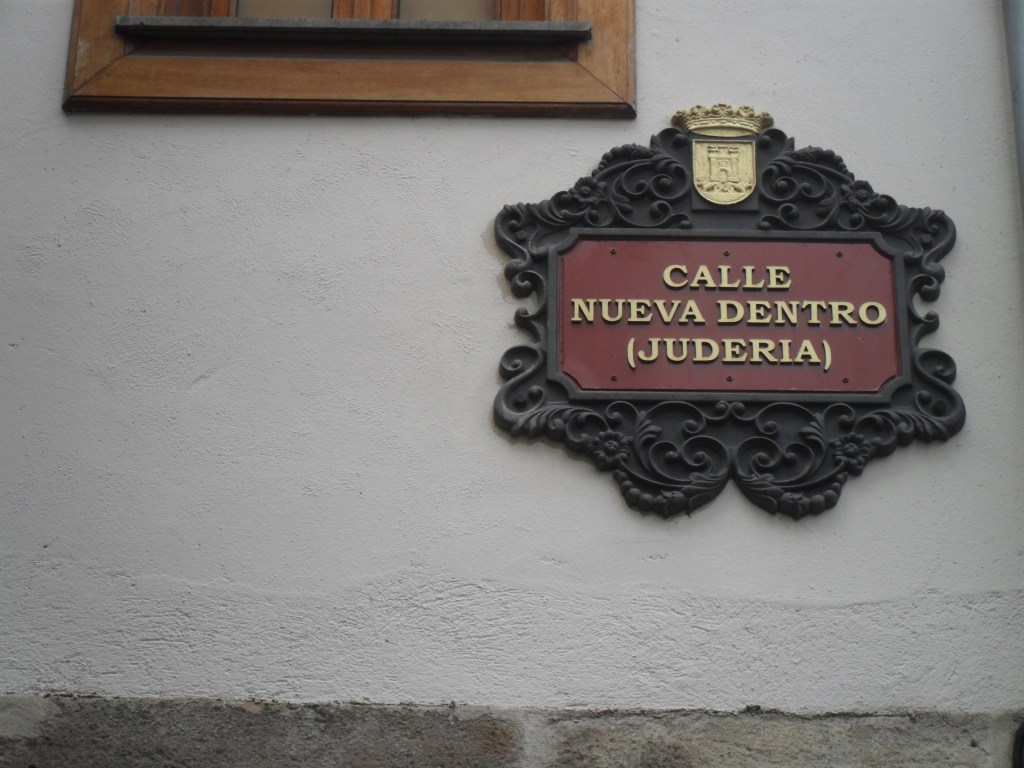 CALLE
NUEVA DENTRO
(JUDERIA)